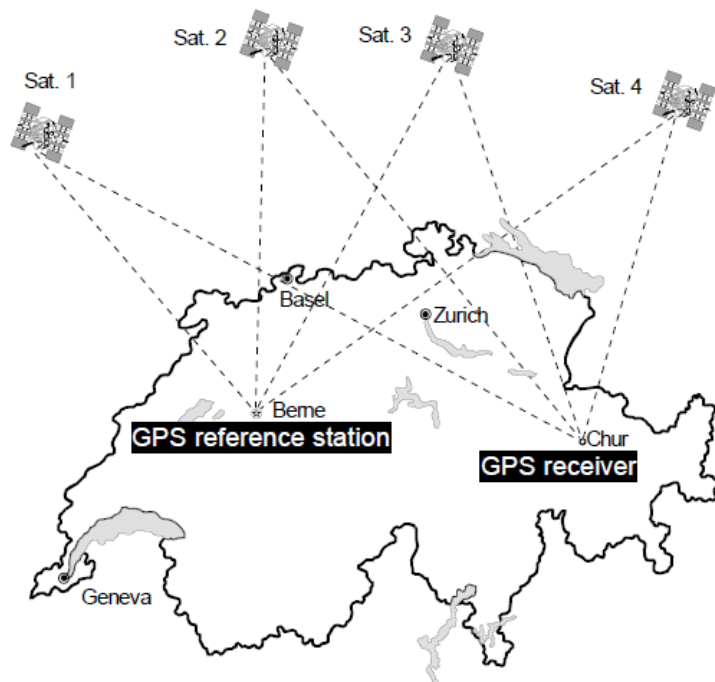 Sat. 1
Sat. 2
Sat. 3
Sat. 4
Basel
Zurich
Berne
GPS reference station
Chur
GPS receiver
Geneva